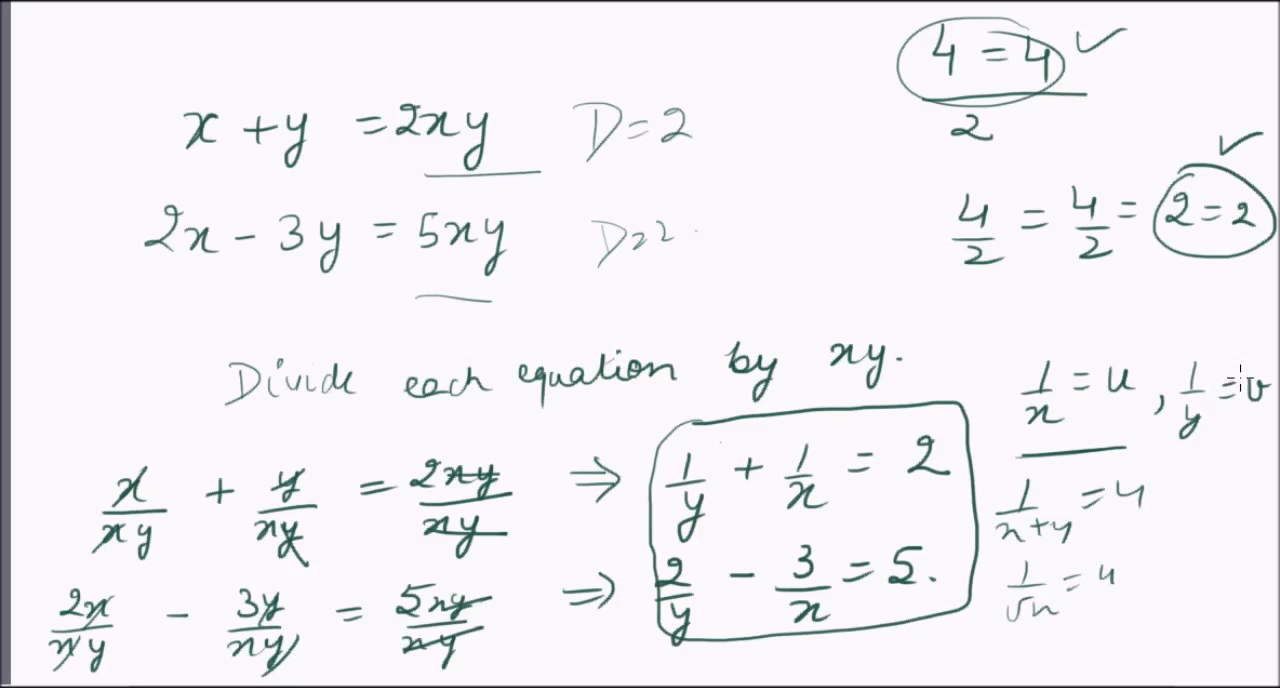 x + y = 2xy D = 2
2x - 3y = 5xy D = 2
4 = 4 ✓
2
4/2 = 4/2 = 2 = 2 ✓
Divide each equation by xy.
x/xy + y/xy = 2xy/xy ⇒ 1/y + 1/x = 2
2x/xy - 3y/xy = 5xy/xy ⇒ 2/y - 3/x = 5.
1/x = u, 1/y = v
1/x+y = u
1/√x = u